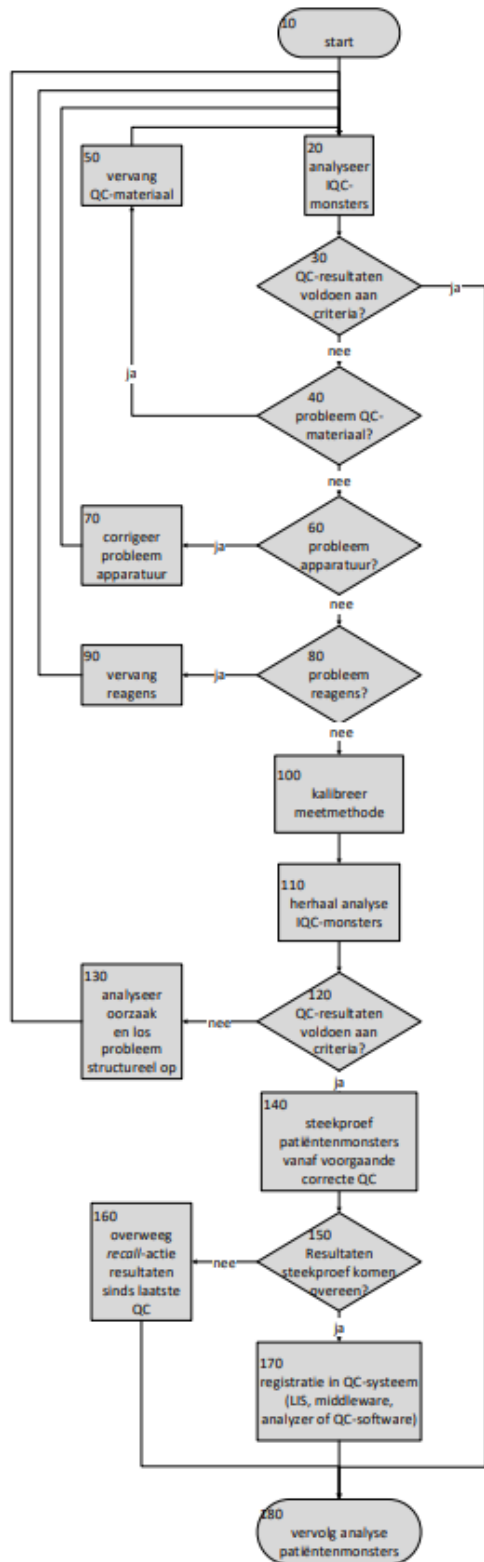 10
start
50
vervang
QC-materiaal
20
analyseer
IQC-
monsters
30
QC-resultaten
voldoen aan
criteria?
ja
nee
ja
40
probleem QC-
materiaal?
nee
70
corrigeer
probleem
apparatuur
ja
60
probleem
apparatuur?
nee
90
vervang
reagens
ja
80
probleem
reagens?
nee
100
kalibreer
meetmethode
110
herhaal analyse
IQC-monsters
130
analyseer
oorzaak
en los
probleem
structureel op
nee
120
QC-resultaten
voldoen aan
criteria?
ja
140
steekproef
patiëntenmonsters
vanaf voorgaande
correcte QC
160
overweeg
recall-actie
resultaten
sinds laatste
QC
nee
150
Resultaten
steekproef komen
overeen?
ja
170
registratie in QC-systeem
(LIS, middleware,
analyzer of QC-software)
180
vervolg analyse
patiëntenmonsters